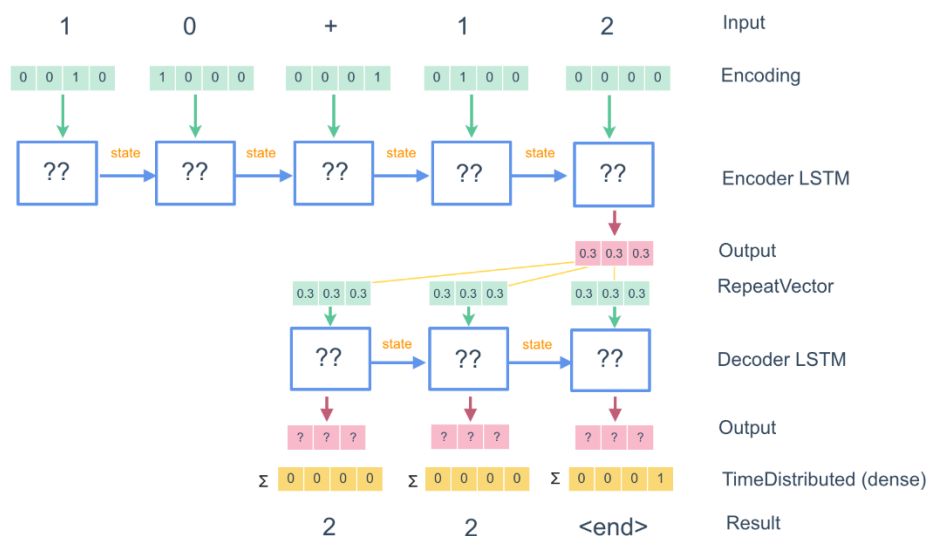 1 0 + 1 2 Input
0 0 1 0 1 0 0 0 0 0 0 1 0 1 0 0 0 0 0 0 Encoding
state state state state
?? ?? ?? ?? ?? Encoder LSTM
0.3 0.3 0.3 Output
0.3 0.3 0.3 0.3 0.3 0.3 0.3 0.3 0.3 RepeatVector
state state
?? ?? ?? Decoder LSTM
? ? ? ? ? ? ? ? ? Output
Σ 0 0 0 0 Σ 0 0 0 0 Σ 0 0 0 1 TimeDistributed (dense)
2 2 <end> Result